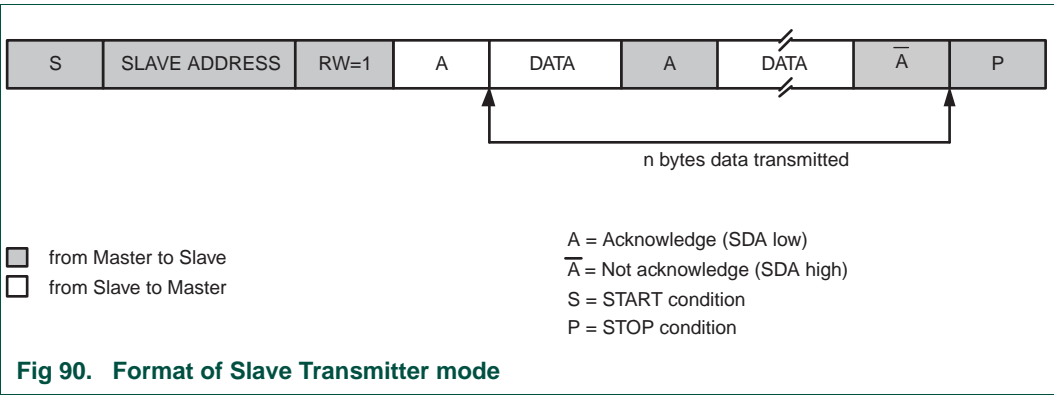 S SLAVE ADDRESS RW=1 A DATA A DATA A̅ P
n bytes data transmitted
from Master to Slave
from Slave to Master
A = Acknowledge (SDA low)
A̅ = Not acknowledge (SDA high)
S = START condition
P = STOP condition
Fig 90. Format of Slave Transmitter mode